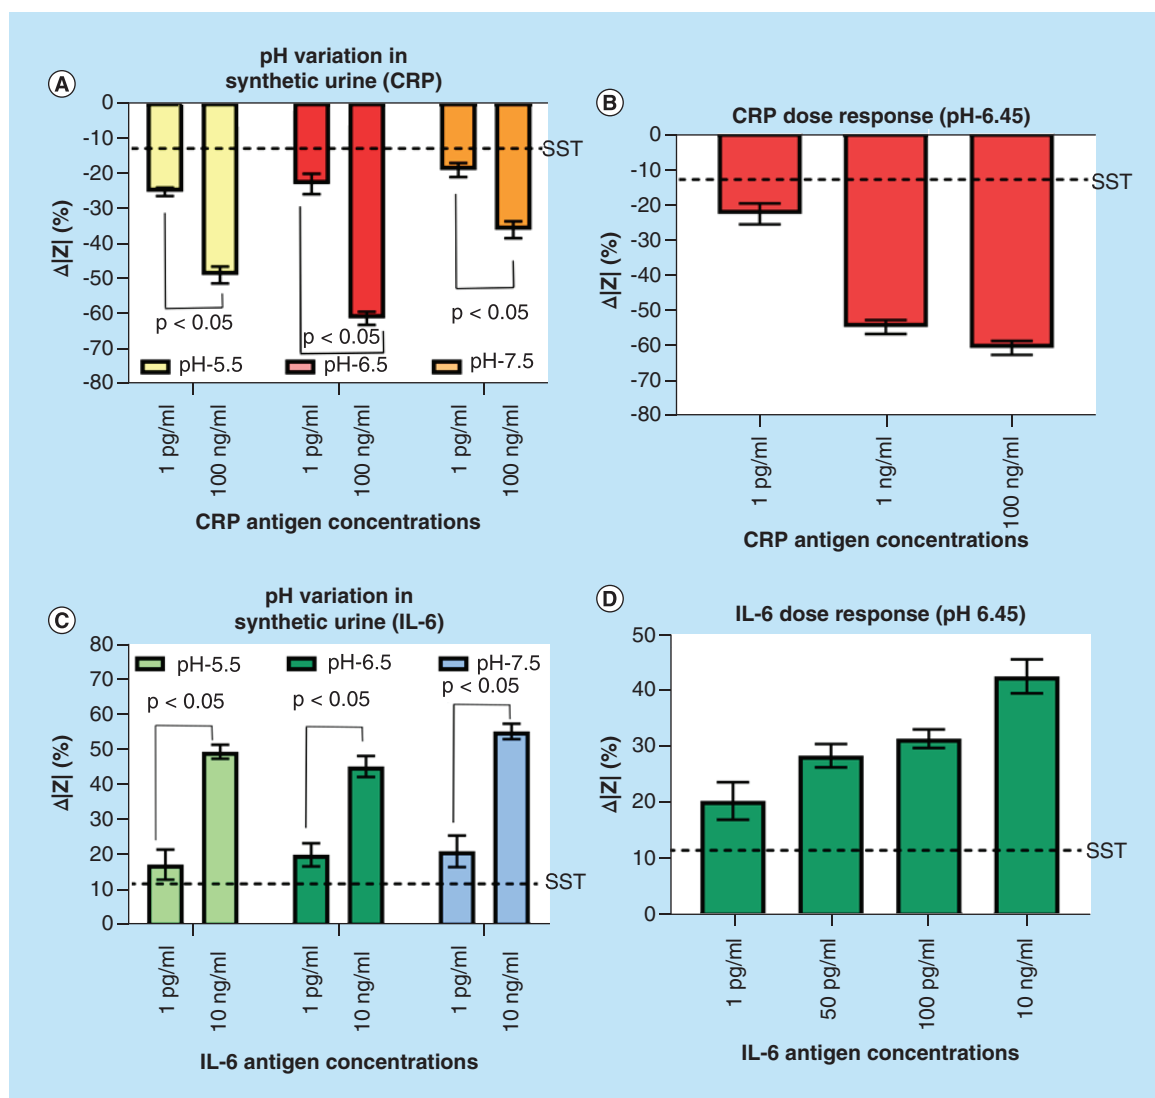 A
pH variation in
synthetic urine (CRP)
0
-10
-20
-30
-40
-50
-60
-70
-80
Δ|Z| (%)
SST
p < 0.05
p < 0.05
p < 0.05
pH-5.5
pH-6.5
pH-7.5
1 pg/ml
100 ng/ml
1 pg/ml
100 ng/ml
1 pg/ml
100 ng/ml
CRP antigen concentrations
B
CRP dose response (pH-6.45)
0
-10
-20
-30
-40
-50
-60
-70
-80
Δ|Z| (%)
SST
1 pg/ml
1 ng/ml
100 ng/ml
CRP antigen concentrations
C
pH variation in
synthetic urine (IL-6)
80
70
60
50
40
30
20
10
0
Δ|Z| (%)
pH-5.5
pH-6.5
pH-7.5
p < 0.05
p < 0.05
p < 0.05
SST
1 pg/ml
10 ng/ml
1 pg/ml
10 ng/ml
1 pg/ml
10 ng/ml
IL-6 antigen concentrations
D
IL-6 dose response (pH 6.45)
50
40
30
20
10
0
Δ|Z| (%)
SST
1 pg/ml
50 pg/ml
100 pg/ml
10 ng/ml
IL-6 antigen concentrations